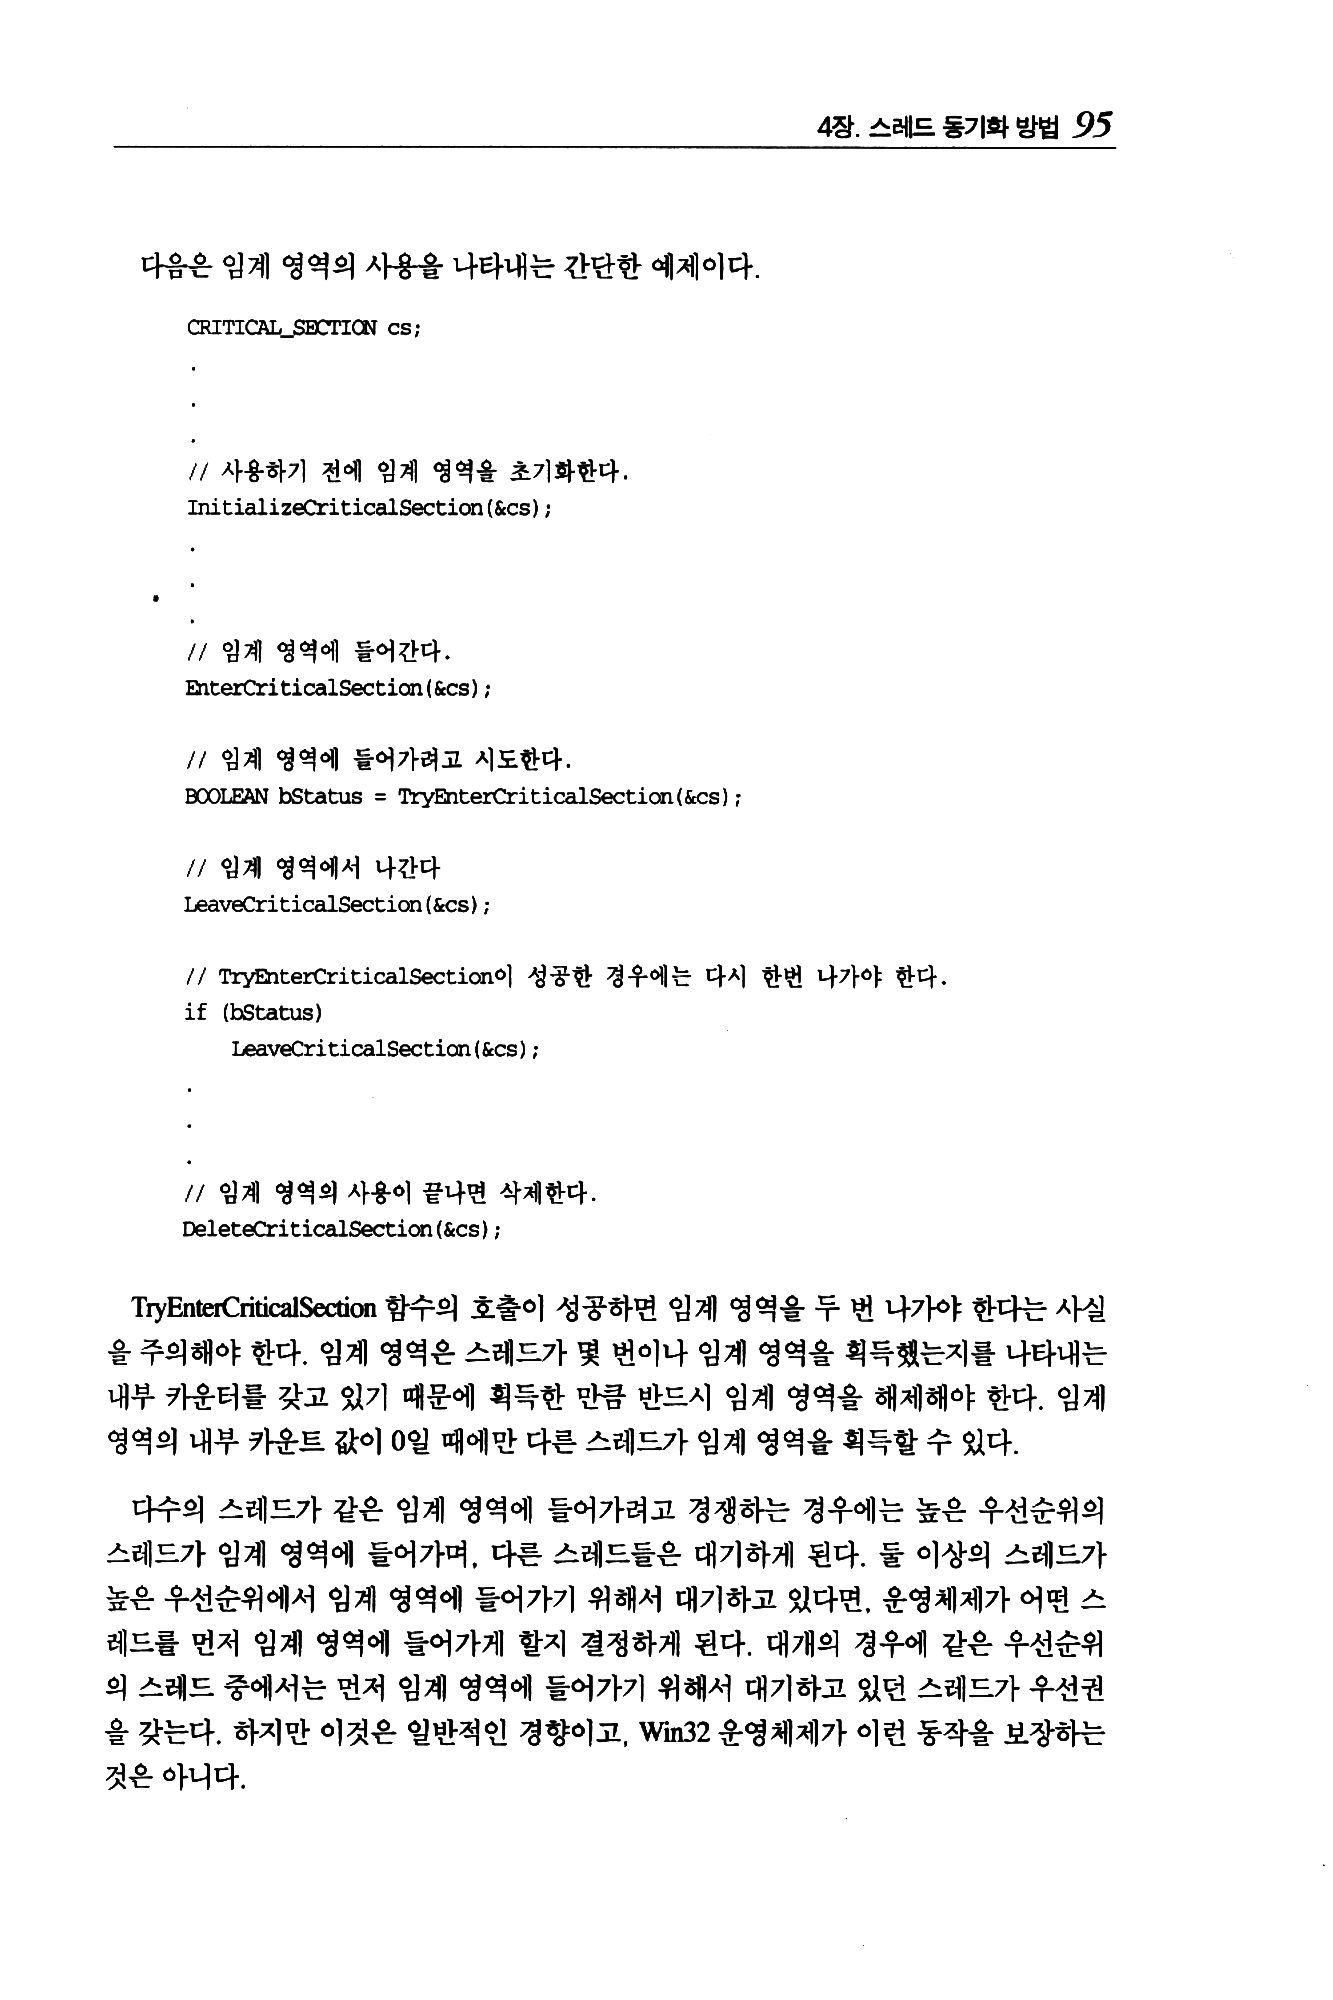 4장. 스레드 동기화 방법 95
다음은 임계 영역의 사용을 나타내는 간단한 예제이다.
CRITICAL_SECTION cs;
.
.
.
// 사용하기 전에 임계 영역을 초기화한다.
InitializeCriticalSection(&cs);
.
.
.
// 임계 영역에 들어간다.
EnterCriticalSection(&cs);
// 임계 영역에 들어가려고 시도한다.
BOOLEAN bStatus = TryEnterCriticalSection(&cs);
// 임계 영역에서 나간다
LeaveCriticalSection(&cs);
// TryEnterCriticalSection이 성공한 경우에는 다시 한번 나가야 한다.
if (bStatus)
LeaveCriticalSection(&cs);
.
.
.
// 임계 영역의 사용이 끝나면 삭제한다.
DeleteCriticalSection(&cs);
TryEnterCriticalSection 함수의 호출이 성공하면 임계 영역을 두 번 나가야 한다는 사실
을 주의해야 한다. 임계 영역은 스레드가 몇 번이나 임계 영역을 획득했는지를 나타내는
내부 카운터를 갖고 있기 때문에 획득한 만큼 반드시 임계 영역을 해제해야 한다. 임계
영역의 내부 카운트 값이 0일 때에만 다른 스레드가 임계 영역을 획득할 수 있다.
다수의 스레드가 같은 임계 영역에 들어가려고 경쟁하는 경우에는 높은 우선순위의
스레드가 임계 영역에 들어가며, 다른 스레드들은 대기하게 된다. 둘 이상의 스레드가
높은 우선순위에서 임계 영역에 들어가기 위해서 대기하고 있다면, 운영체제가 어떤 스
레드를 먼저 임계 영역에 들어가게 할지 결정하게 된다. 대개의 경우에 같은 우선순위
의 스레드 중에서는 먼저 임계 영역에 들어가기 위해서 대기하고 있던 스레드가 우선권
을 갖는다. 하지만 이것은 일반적인 경향이고, Win32 운영체제가 이런 동작을 보장하는
것은 아니다.